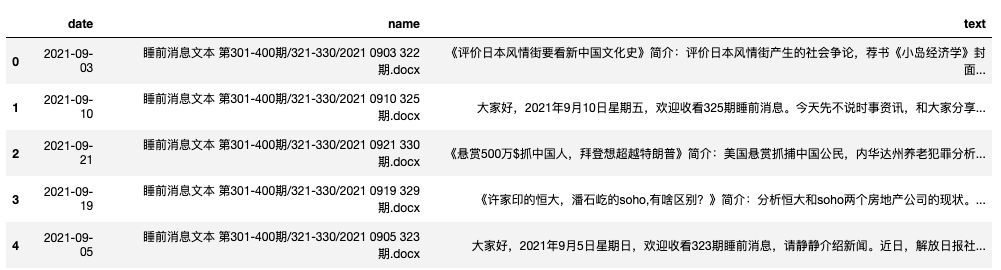 date name text
0 2021-09-03 睡前消息文本 第301-400期/321-330/2021 0903 322期.docx 《评价日本风情街要看新中国文化史》简介：评价日本风情街产生的社会争论，荐书《小岛经济学》封面...
1 2021-09-10 睡前消息文本 第301-400期/321-330/2021 0910 325期.docx 大家好，2021年9月10日星期五，欢迎收看325期睡前消息。今天先不说时事资讯，和大家分享...
2 2021-09-21 睡前消息文本 第301-400期/321-330/2021 0921 330期.docx 《悬赏500万$抓中国人，拜登想超越特朗普》简介：美国悬赏抓捕中国公民，内华达州养老犯罪分析...
3 2021-09-19 睡前消息文本 第301-400期/321-330/2021 0919 329期.docx 《许家印的恒大，潘石屹的soho,有啥区别？》简介：分析恒大和soho两个房地产公司的现状。...
4 2021-09-05 睡前消息文本 第301-400期/321-330/2021 0905 323期.docx 大家好，2021年9月5日星期日，欢迎收看323期睡前消息，请静静介绍新闻。近日，解放日报社...